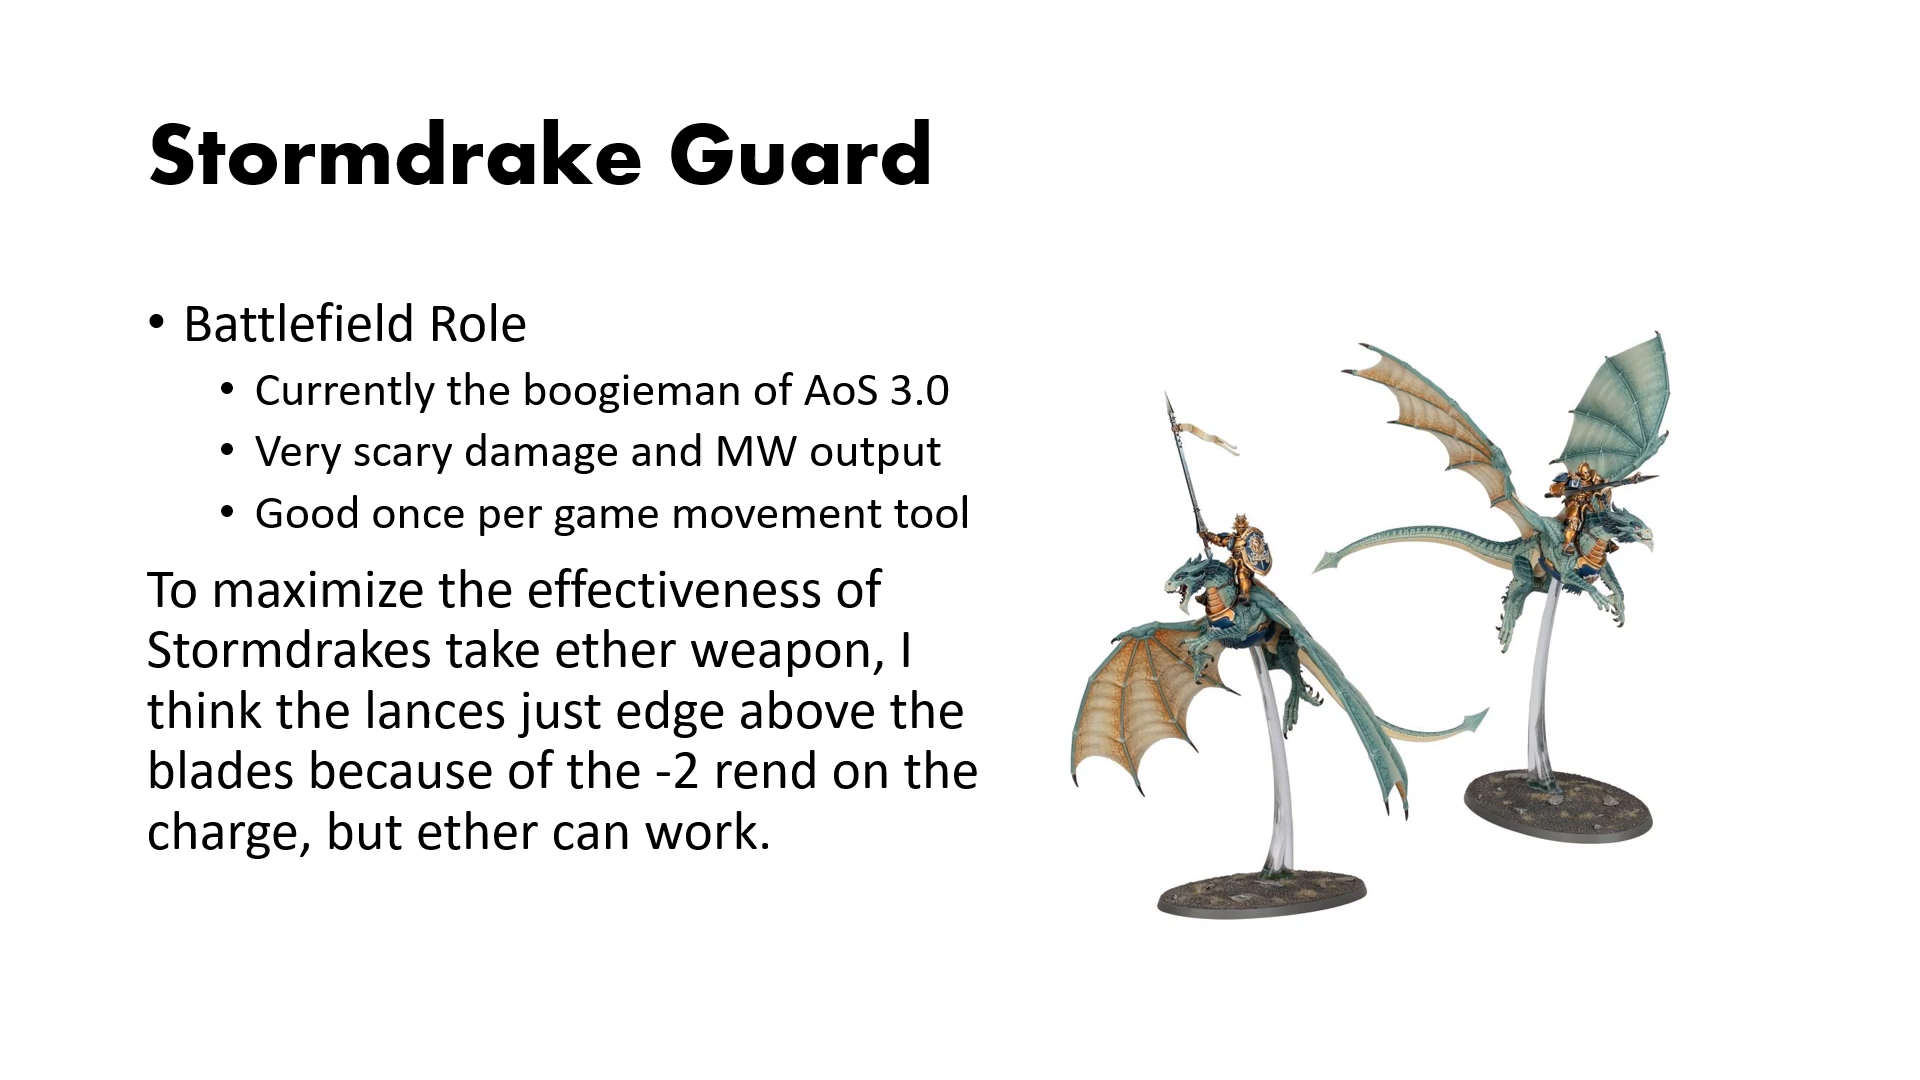 Stormdrake Guard
• Battlefield Role
• Currently the boogieman of AoS 3.0
• Very scary damage and MW output
• Good once per game movement tool
To maximize the effectiveness of
Stormdrakes take ether weapon, I
think the lances just edge above the
blades because of the -2 rend on the
charge, but ether can work.